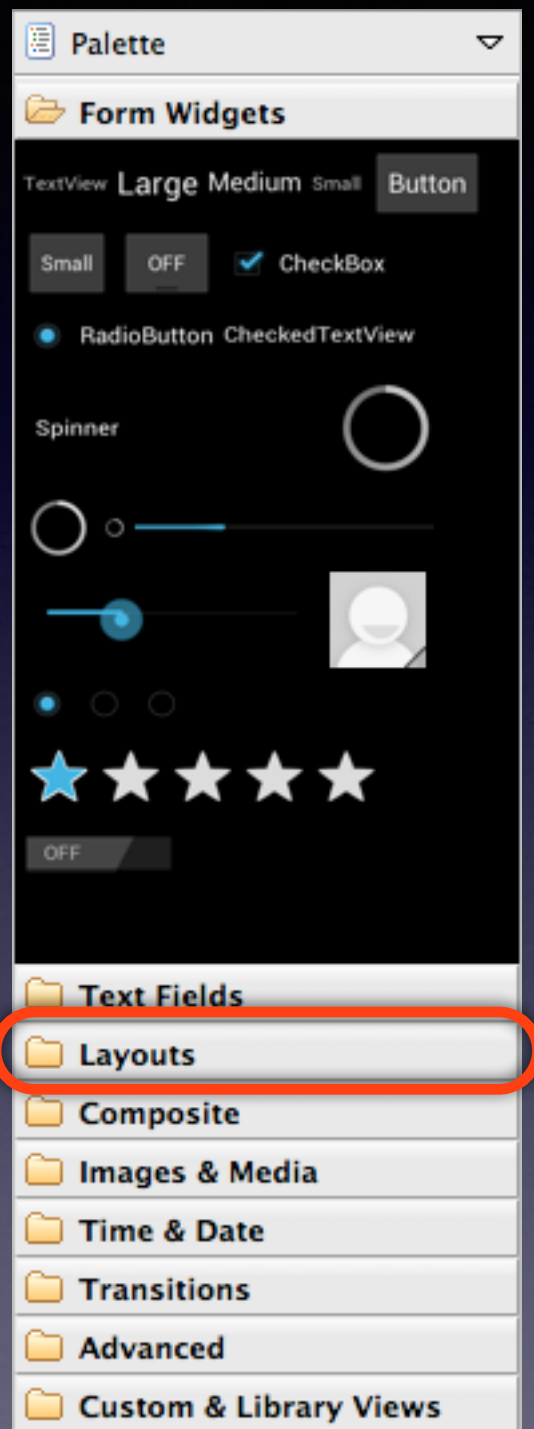 Palette
Form Widgets
TextView Large Medium Small Button
Small OFF CheckBox
RadioButton CheckedTextView
Spinner
OFF
Text Fields
Layouts
Composite
Images & Media
Time & Date
Transitions
Advanced
Custom & Library Views